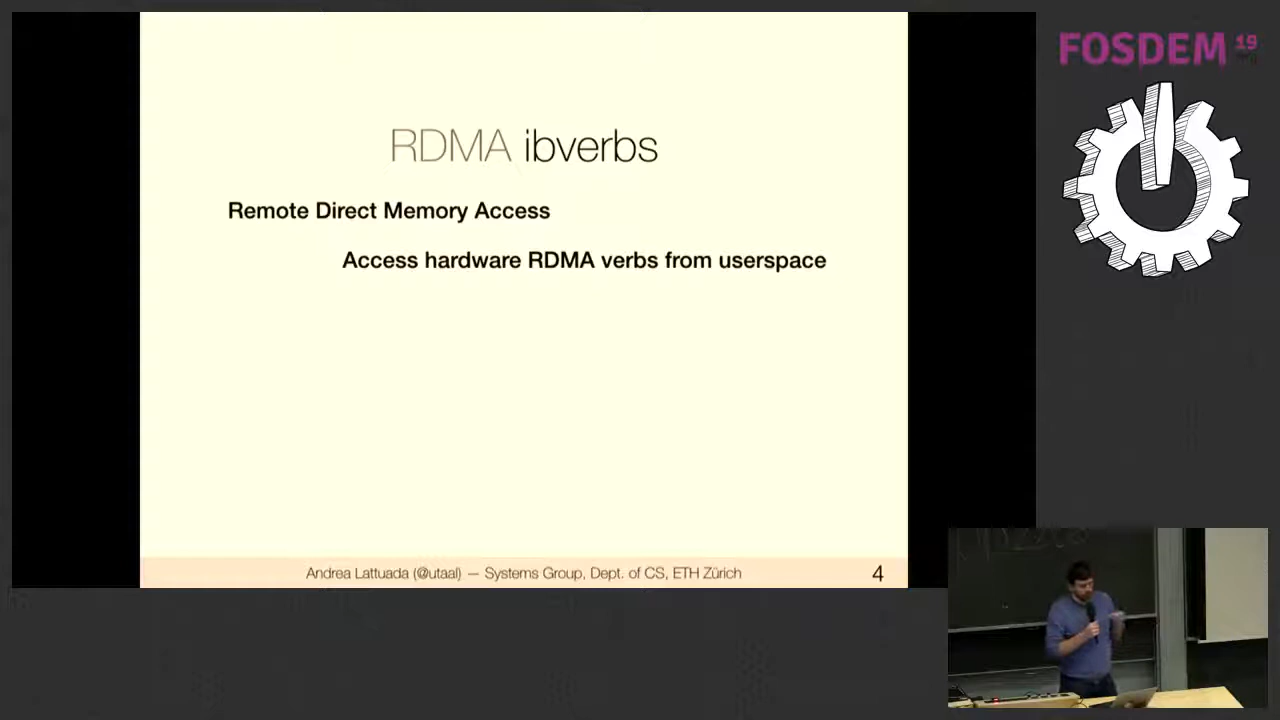 RDMA ibverbs
Remote Direct Memory Access
Access hardware RDMA verbs from userspace
Andrea Lattuada (@utaal) — Systems Group, Dept. of CS, ETH Zürich
4
FOSDEM 19